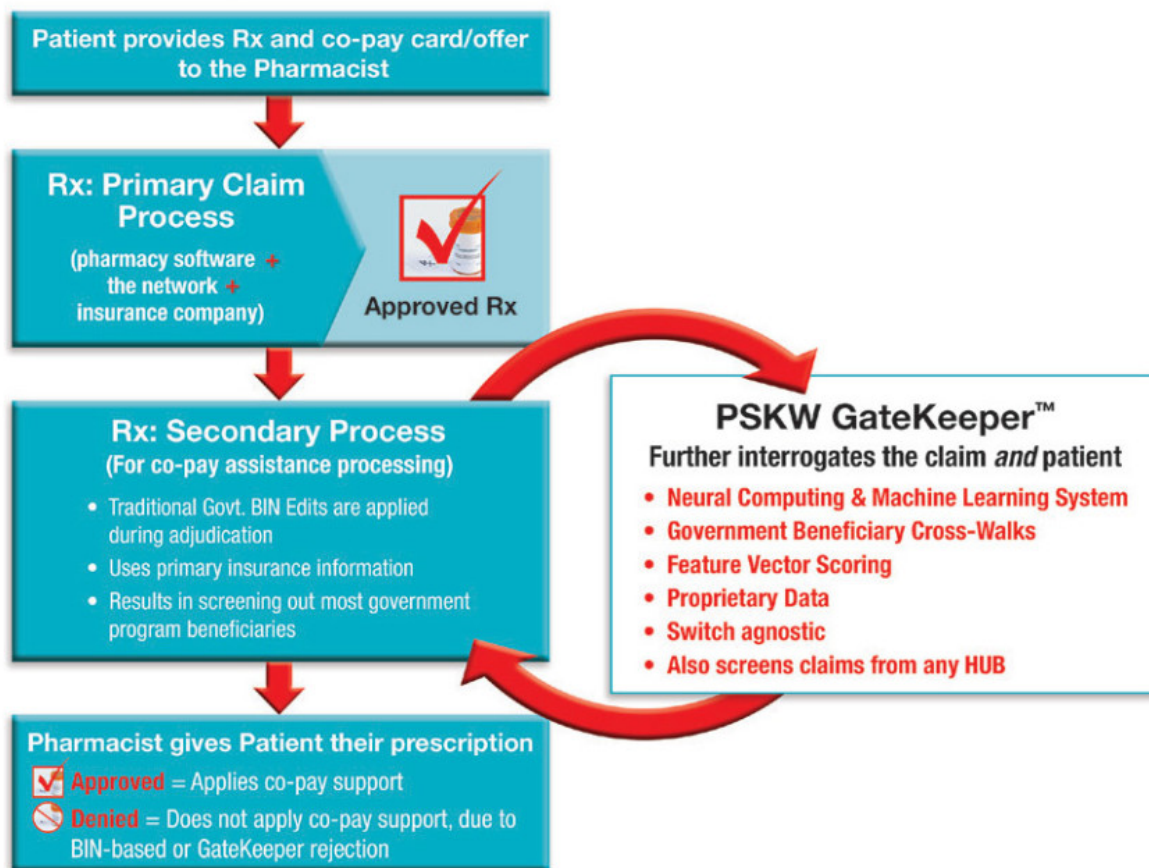 Patient provides Rx and co-pay card/offer
to the Pharmacist
Rx: Primary Claim
Process
(pharmacy software +
the network +
insurance company)
Approved Rx
Rx: Secondary Process
(For co-pay assistance processing)
• Traditional Govt. BIN Edits are applied
during adjudication
• Uses primary insurance information
• Results in screening out most government
program beneficiaries
PSKW GateKeeper™
Further interrogates the claim and patient
• Neural Computing & Machine Learning System
• Government Beneficiary Cross-Walks
• Feature Vector Scoring
• Proprietary Data
• Switch agnostic
• Also screens claims from any HUB
Pharmacist gives Patient their prescription
Approved = Applies co-pay support
Denied = Does not apply co-pay support, due to
BIN-based or GateKeeper rejection